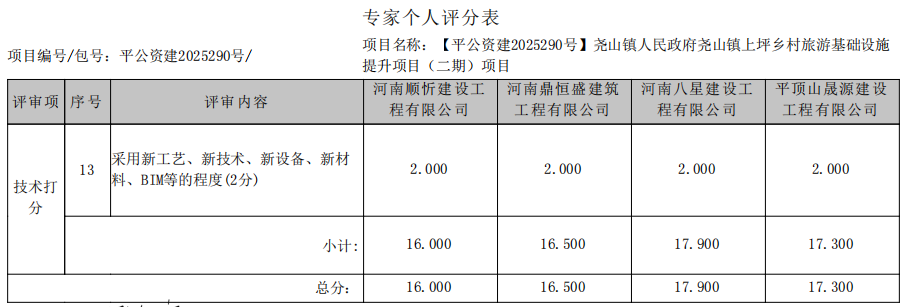 专家个人评分表
项目编号/包号: 平公资建2025290号/
项目名称: 【平公资建2025290号】尧山镇人民政府尧山镇上坪乡村旅游基础设施
提升项目（二期）项目
评审项 序号 评审内容 河南顺忻建设工 河南鼎恒盛建筑 河南八星建设工 平顶山晟源建设
程有限公司 工程有限公司 程有限公司 工程有限公司
技术打
分
13
采用新工艺、新技术、新设备、新材
料、BIM等的程度(2分)
2.000 2.000 2.000 2.000
小计: 16.000 16.500 17.900 17.300
总分: 16.000 16.500 17.900 17.300